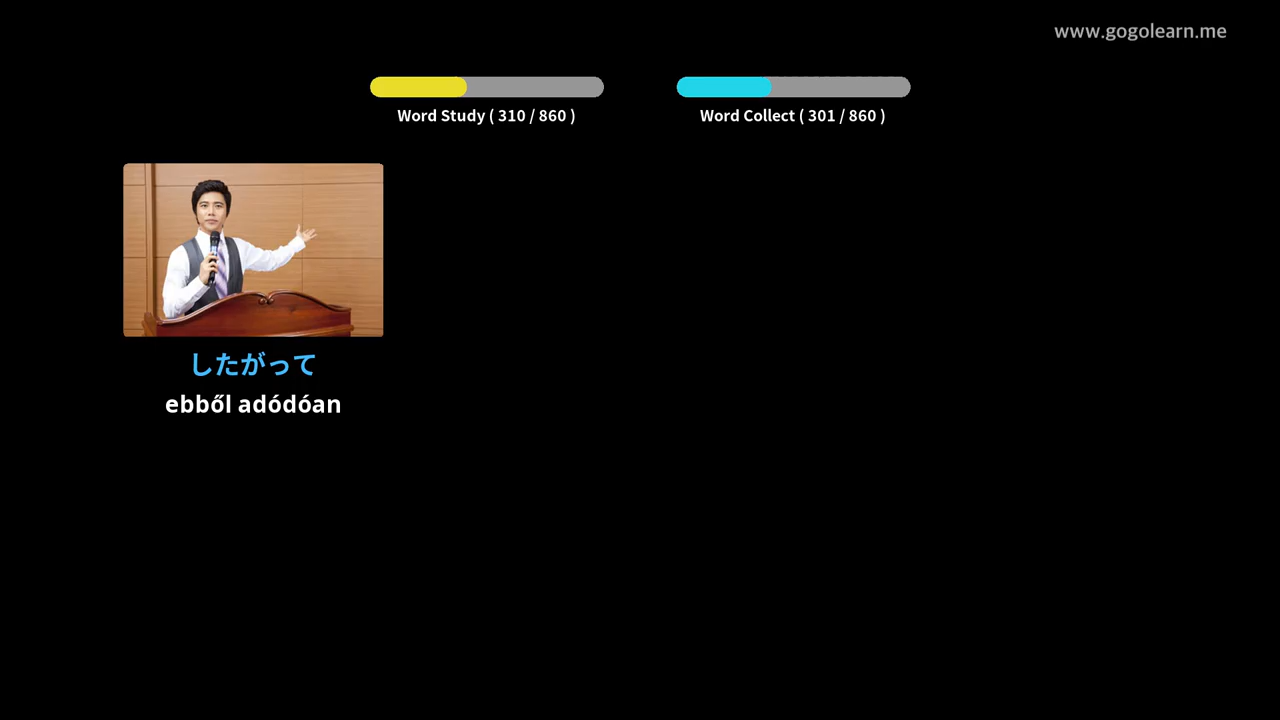 www.gogolearn.me
Word Study ( 310 / 860 )
Word Collect ( 301 / 860 )
したがって
ebből adódóan